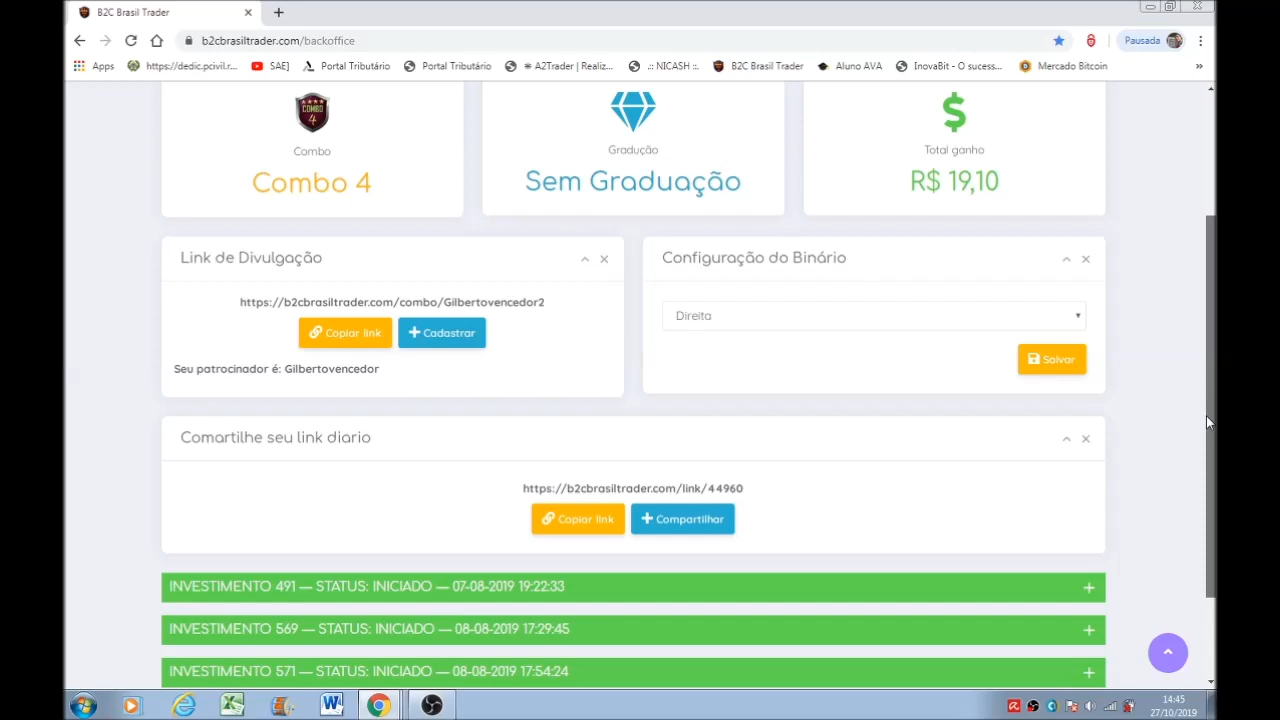 B2C Brasil Trader
b2cbrasiltrader.com/backoffice
Pausada
Apps
https://dedic.pcivil.r...
SAEJ
Portal Tributário
Portal Tributário
A2Trader | Realiz...
.:: NICASH :.
B2C Brasil Trader
Aluno AVA
InovaBit - O sucess...
Mercado Bitcoin
»
COMBO
4
Combo
Combo 4
Gradução
Sem Graduação
Total ganho
R$ 19,10
Link de Divulgação
https://b2cbrasiltrader.com/combo/Gilbertovencedor2
Copiar link
Cadastrar
Seu patrocinador é: Gilbertovencedor
Configuração do Binário
Direita
Salvar
Comartilhe seu link diario
https://b2cbrasiltrader.com/link/44960
Copiar link
Compartilhar
INVESTIMENTO 491 — STATUS: INICIADO — 07-08-2019 19:22:33
INVESTIMENTO 569 — STATUS: INICIADO — 08-08-2019 17:29:45
INVESTIMENTO 571 — STATUS: INICIADO — 08-08-2019 17:54:24
14:45
27/10/2019